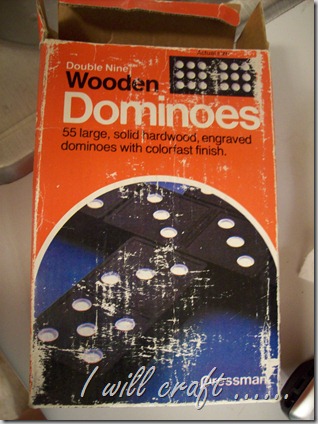 Double Nine
Wooden
Dominoes
55 large, solid hardwood, engraved
dominoes with colorfast finish.
Pressman
I will craft ......